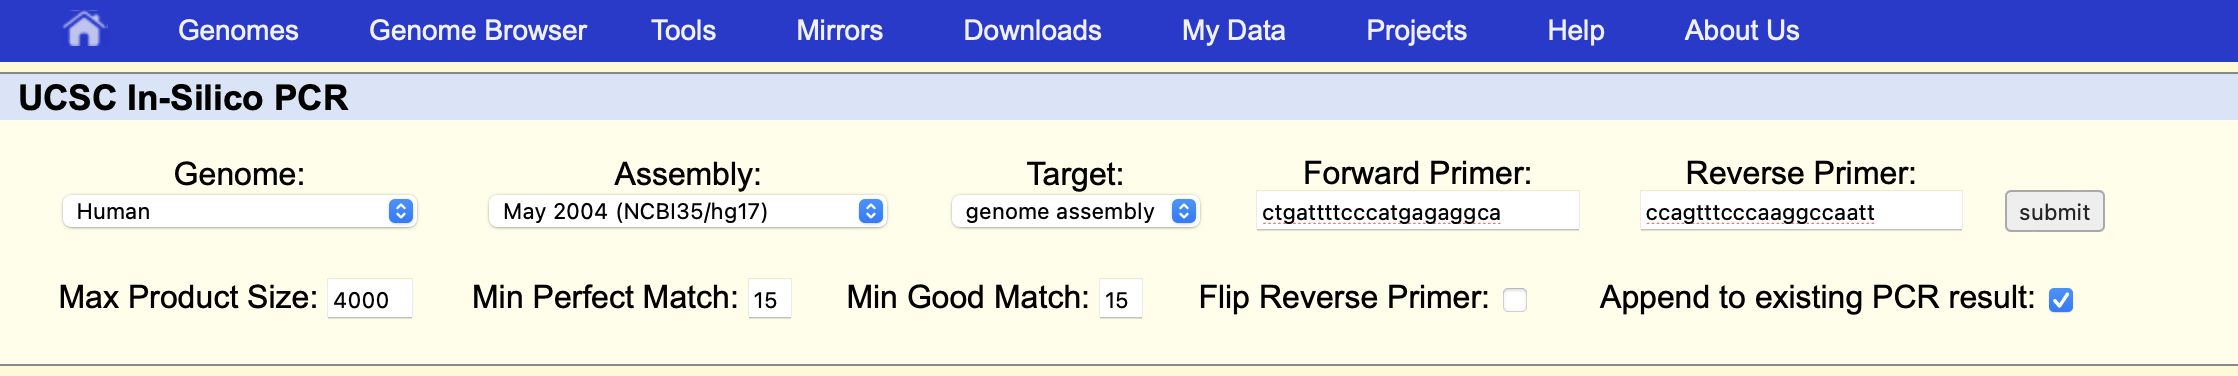 Genomes Genome Browser Tools Mirrors Downloads My Data Projects Help About Us
UCSC In-Silico PCR
Genome: Assembly: Target: Forward Primer: Reverse Primer:
Human May 2004 (NCBI35/hg17) genome assembly ctgattttcccatgagaggca ccagtttcccaaggccaatt submit
Max Product Size: 4000 Min Perfect Match: 15 Min Good Match: 15 Flip Reverse Primer: Append to existing PCR result: